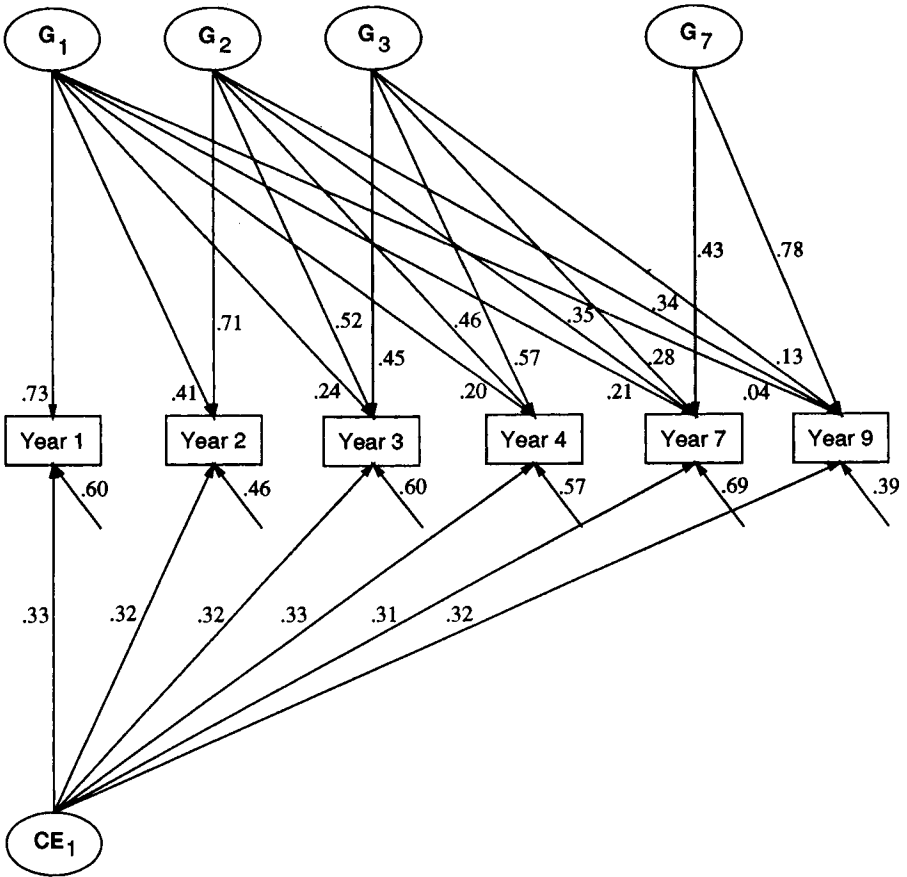 G1 G2 G3 G7
.43 .78
.34
.35
.71 .52 .46
.45 .57 .28 .13
.73 .41 .24 .20 .21 .04
Year 1 Year 2 Year 3 Year 4 Year 7 Year 9
.60 .46 .60 .57 .69 .39
.33 .32 .32 .33 .31 .32
CE1